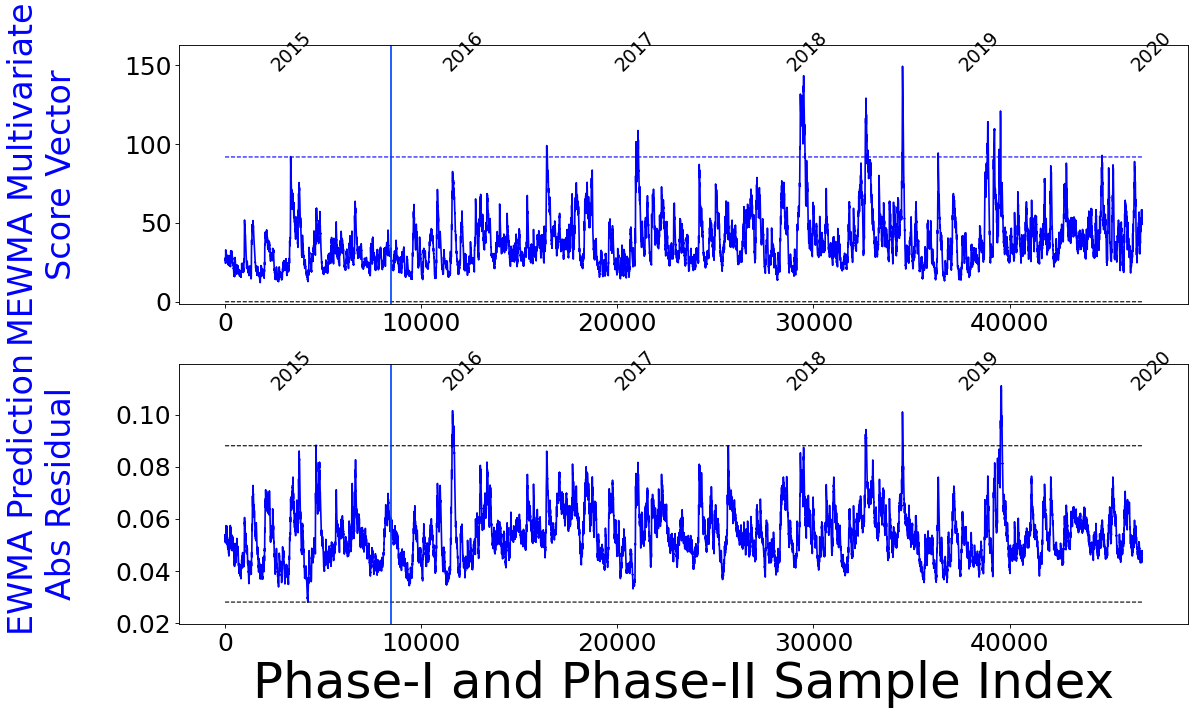 MEWMA Multivariate
Score Vector
2015 2016 2017 2018 2019 2020
150
100
50
0
0 10000 20000 30000 40000
EWMA Prediction
Abs Residual
2015 2016 2017 2018 2019 2020
0.10
0.08
0.06
0.04
0.02
0 10000 20000 30000 40000
Phase-I and Phase-II Sample Index